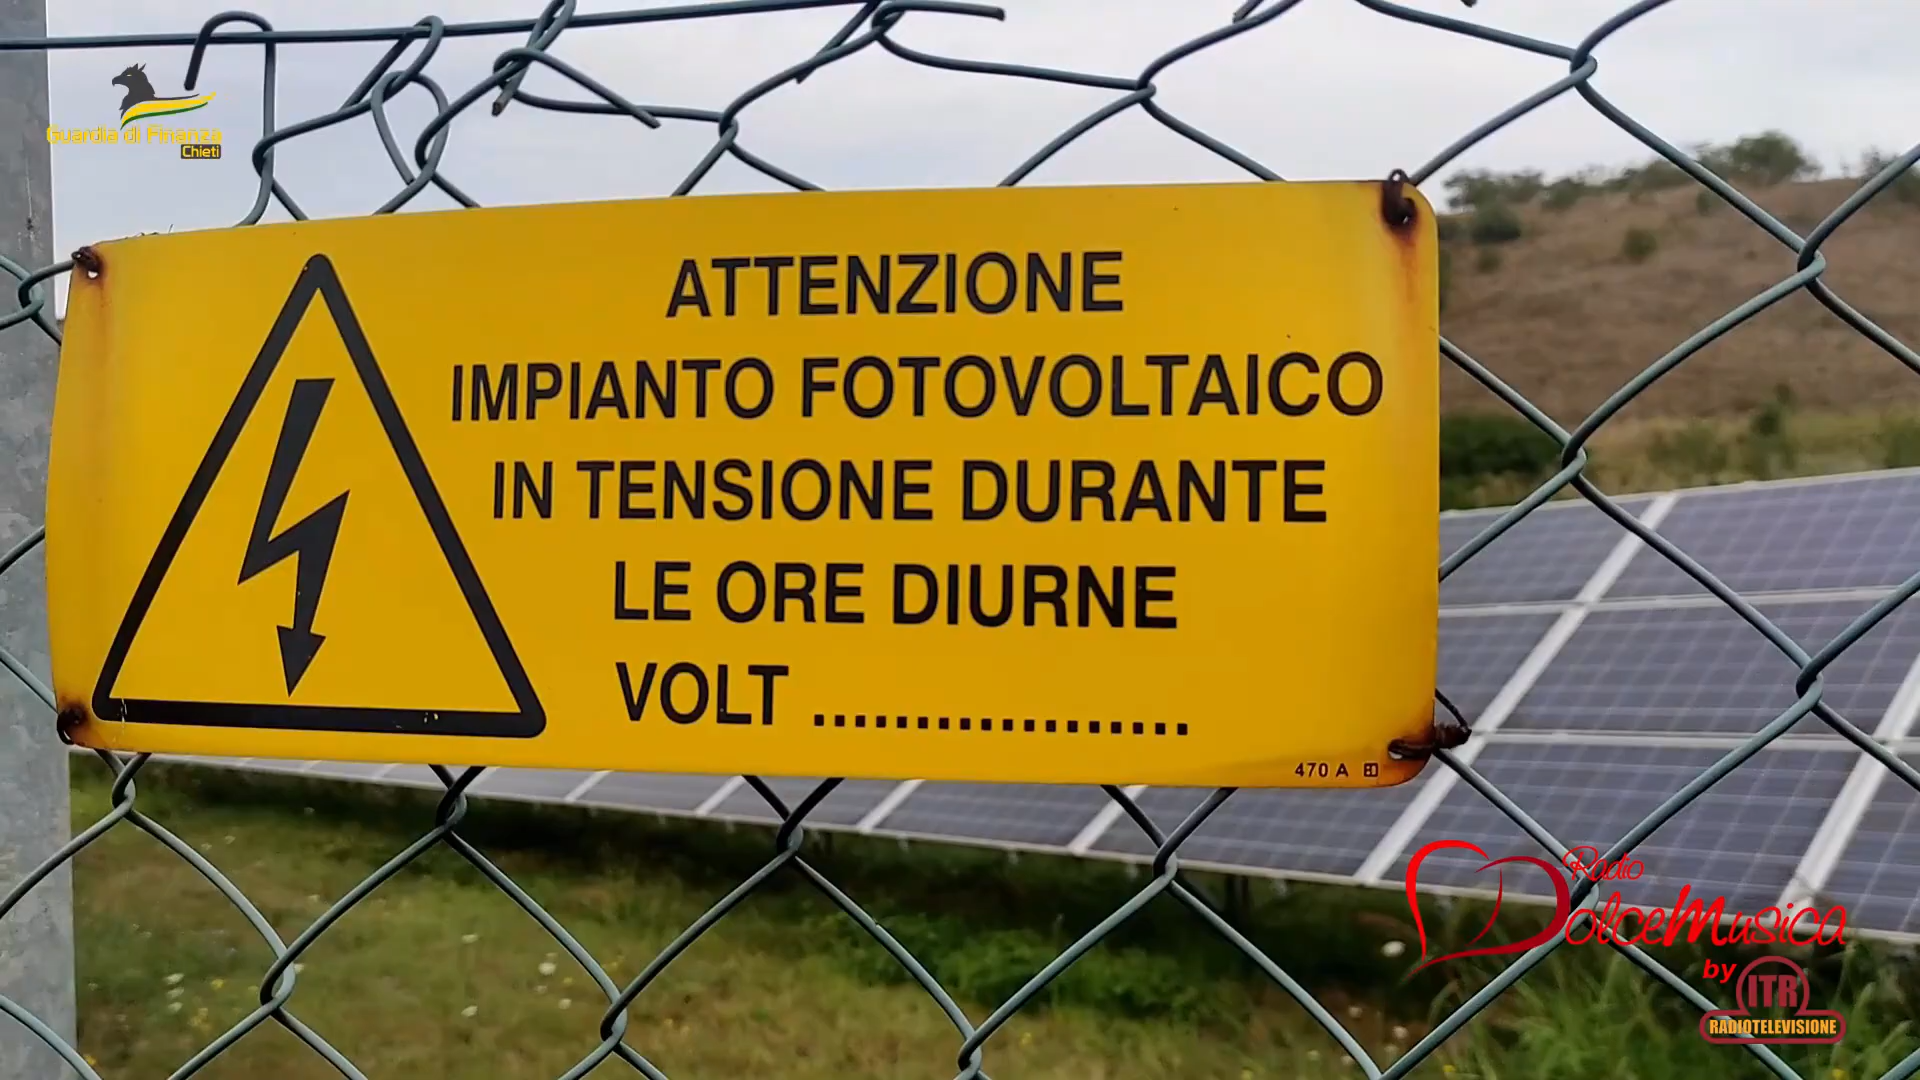 Guardia di Finanza
Chieti
ATTENZIONE
IMPIANTO FOTOVOLTAICO
IN TENSIONE DURANTE
LE ORE DIURNE
VOLT .................
470 A
Radio
DolceMusica
by
ITR
RADIOTELEVISIONE